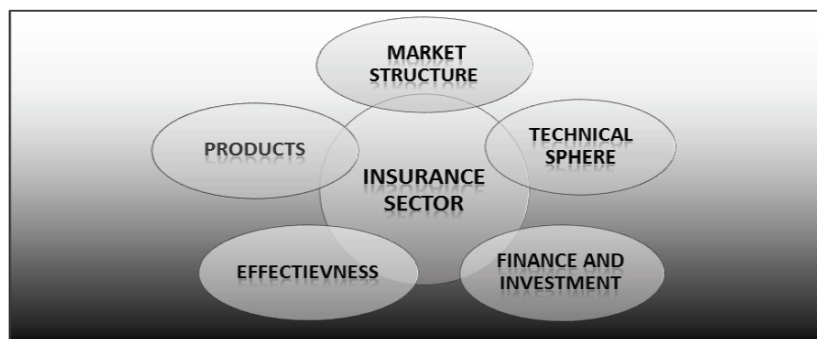 MARKET
STRUCTURE
PRODUCTS
TECHNICAL
SPHERE
INSURANCE
SECTOR
EFFECTIEVNESS
FINANCE AND
INVESTMENT